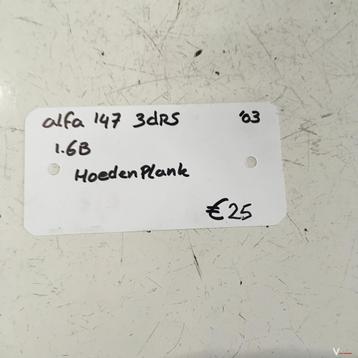 alfa 147 3dRS '03
1.6B
HoedenPlank
€25